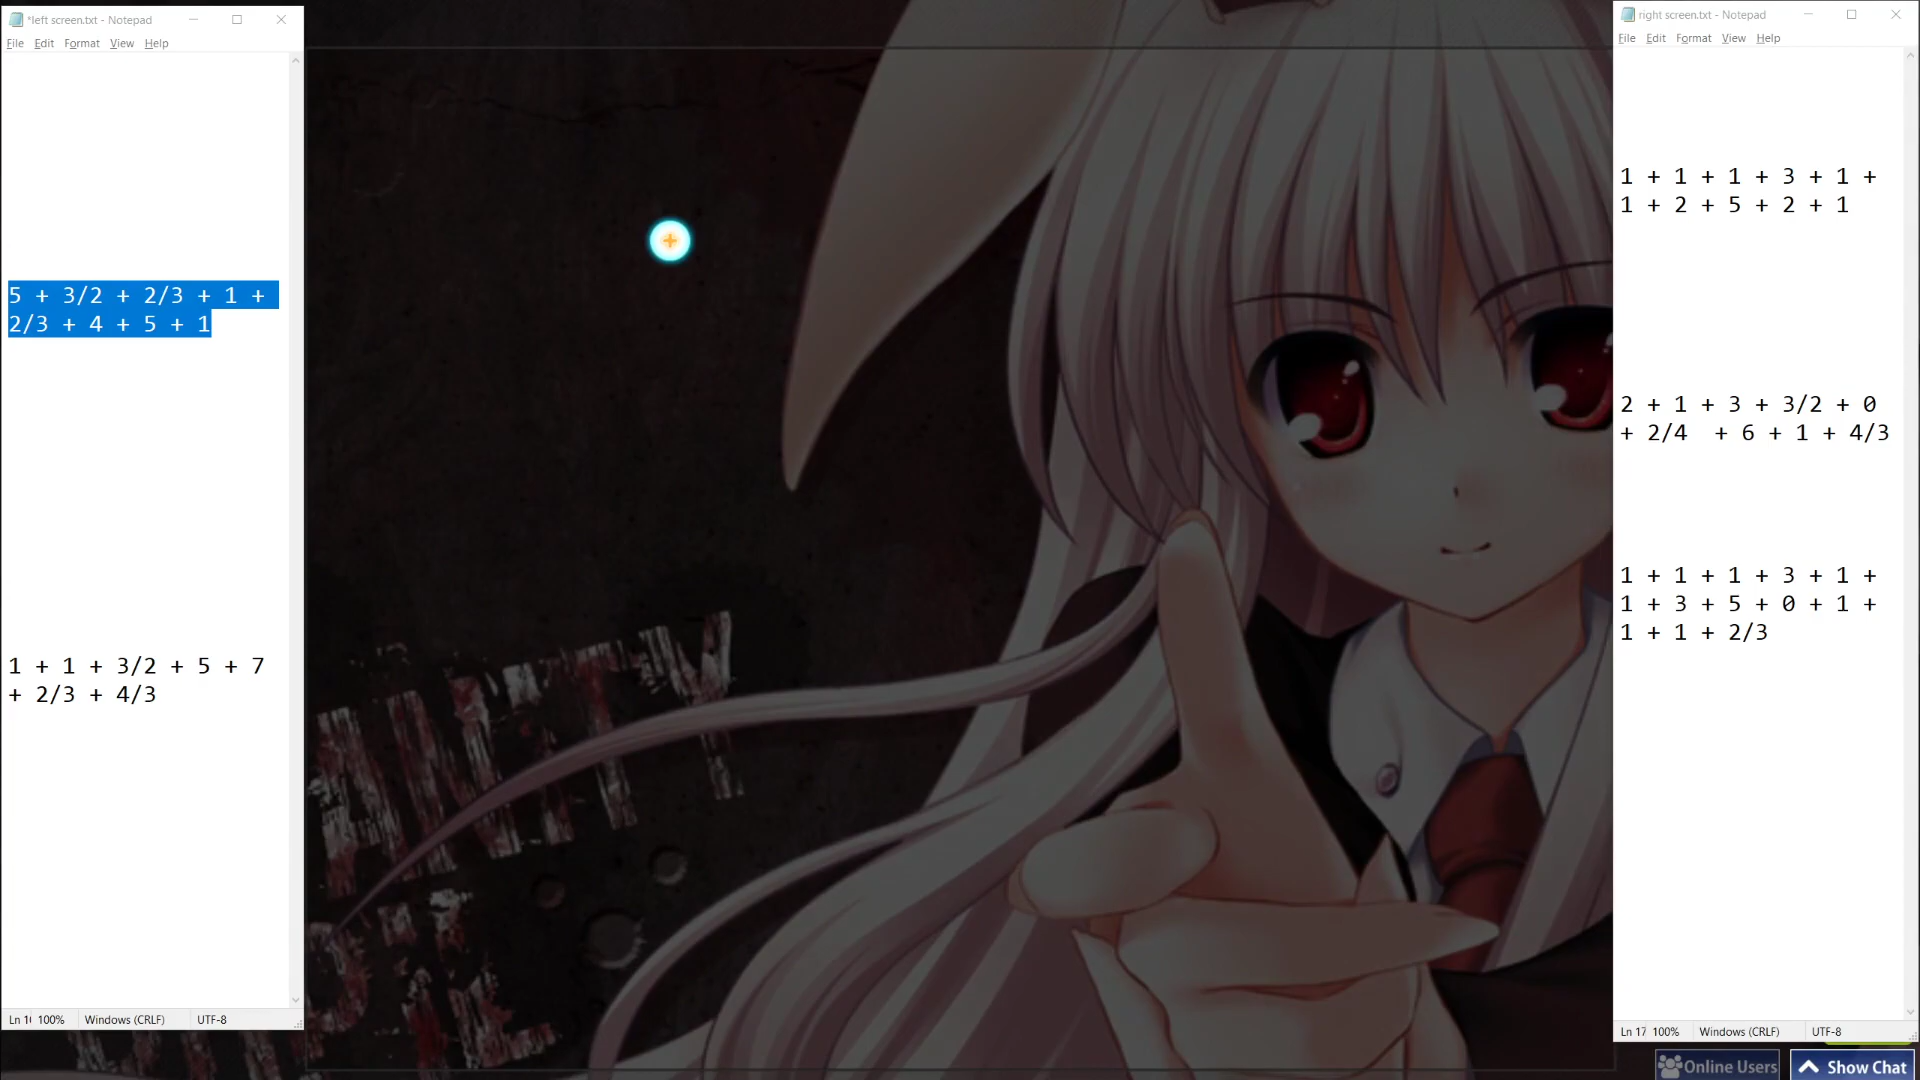 *left screen.txt - Notepad
File Edit Format View Help
5 + 3/2 + 2/3 + 1 +
2/3 + 4 + 5 + 1
1 + 1 + 3/2 + 5 + 7
+ 2/3 + 4/3
100% Windows (CRLF) UTF-8
right screen.txt - Notepad
File Edit Format View Help
1 + 1 + 1 + 3 + 1 +
1 + 2 + 5 + 2 + 1
2 + 1 + 3 + 3/2 + 0
+ 2/4  + 6 + 1 + 4/3
1 + 1 + 1 + 3 + 1 +
1 + 3 + 5 + 0 + 1 +
1 + 1 + 2/3
Ln 17 100% Windows (CRLF) UTF-8
Online Users
Show Chat